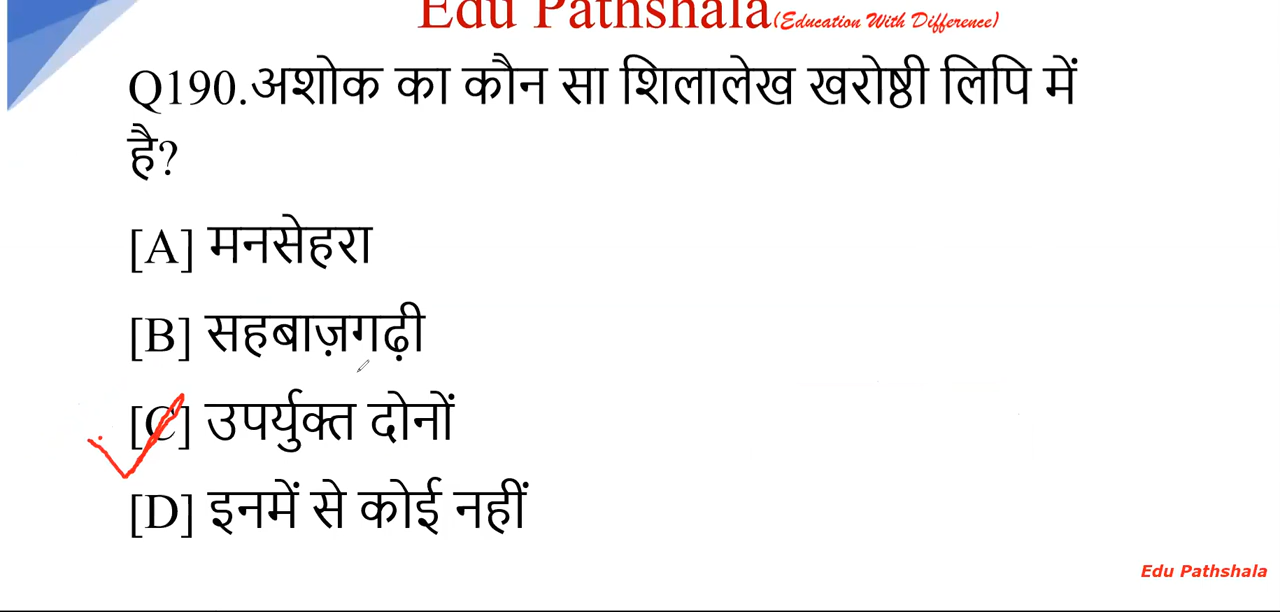 Edu Pathshala(Education With Difference)
Q190.अशोक का कौन सा शिलालेख खरोष्ठी लिपि में
है?
[A] मनसेहरा
[B] सहबाज़गढ़ी
[C] उपर्युक्त दोनों
[D] इनमें से कोई नहीं
Edu Pathshala